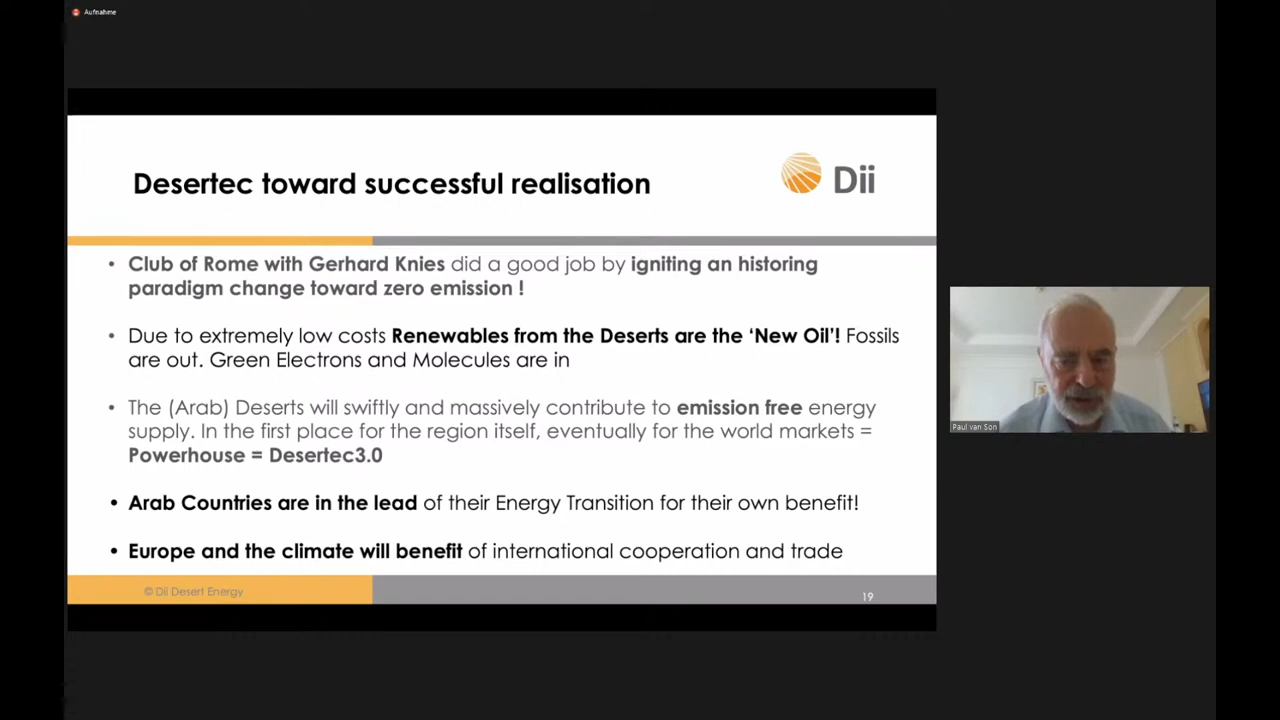 Aufnahme
Desertec toward successful realisation
Dii
• Club of Rome with Gerhard Knies did a good job by igniting an historing
paradigm change toward zero emission !
• Due to extremely low costs Renewables from the Deserts are the ‘New Oil’! Fossils
are out. Green Electrons and Molecules are in
• The (Arab) Deserts will swiftly and massively contribute to emission free energy
supply. In the first place for the region itself, eventually for the world markets =
Powerhouse = Desertec3.0
• Arab Countries are in the lead of their Energy Transition for their own benefit!
• Europe and the climate will benefit of international cooperation and trade
© Dii Desert Energy
19
Paul van Son